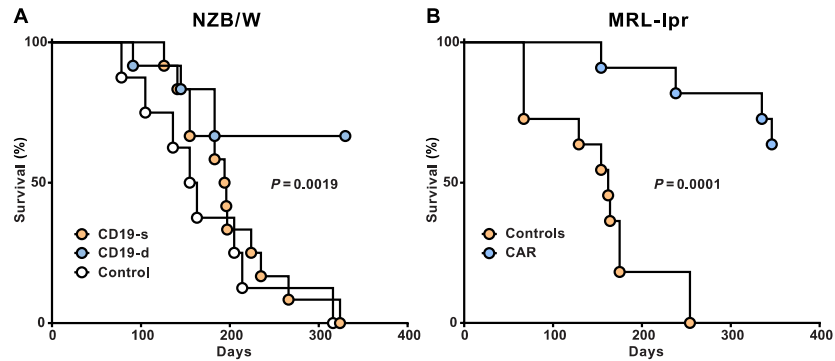 A
NZB/W
100
50
0
Survival (%)
P = 0.0019
CD19-s
CD19-d
Control
0
100
200
300
400
Days
B
MRL-lpr
100
50
0
Survival (%)
P = 0.0001
Controls
CAR
0
100
200
300
400
Days